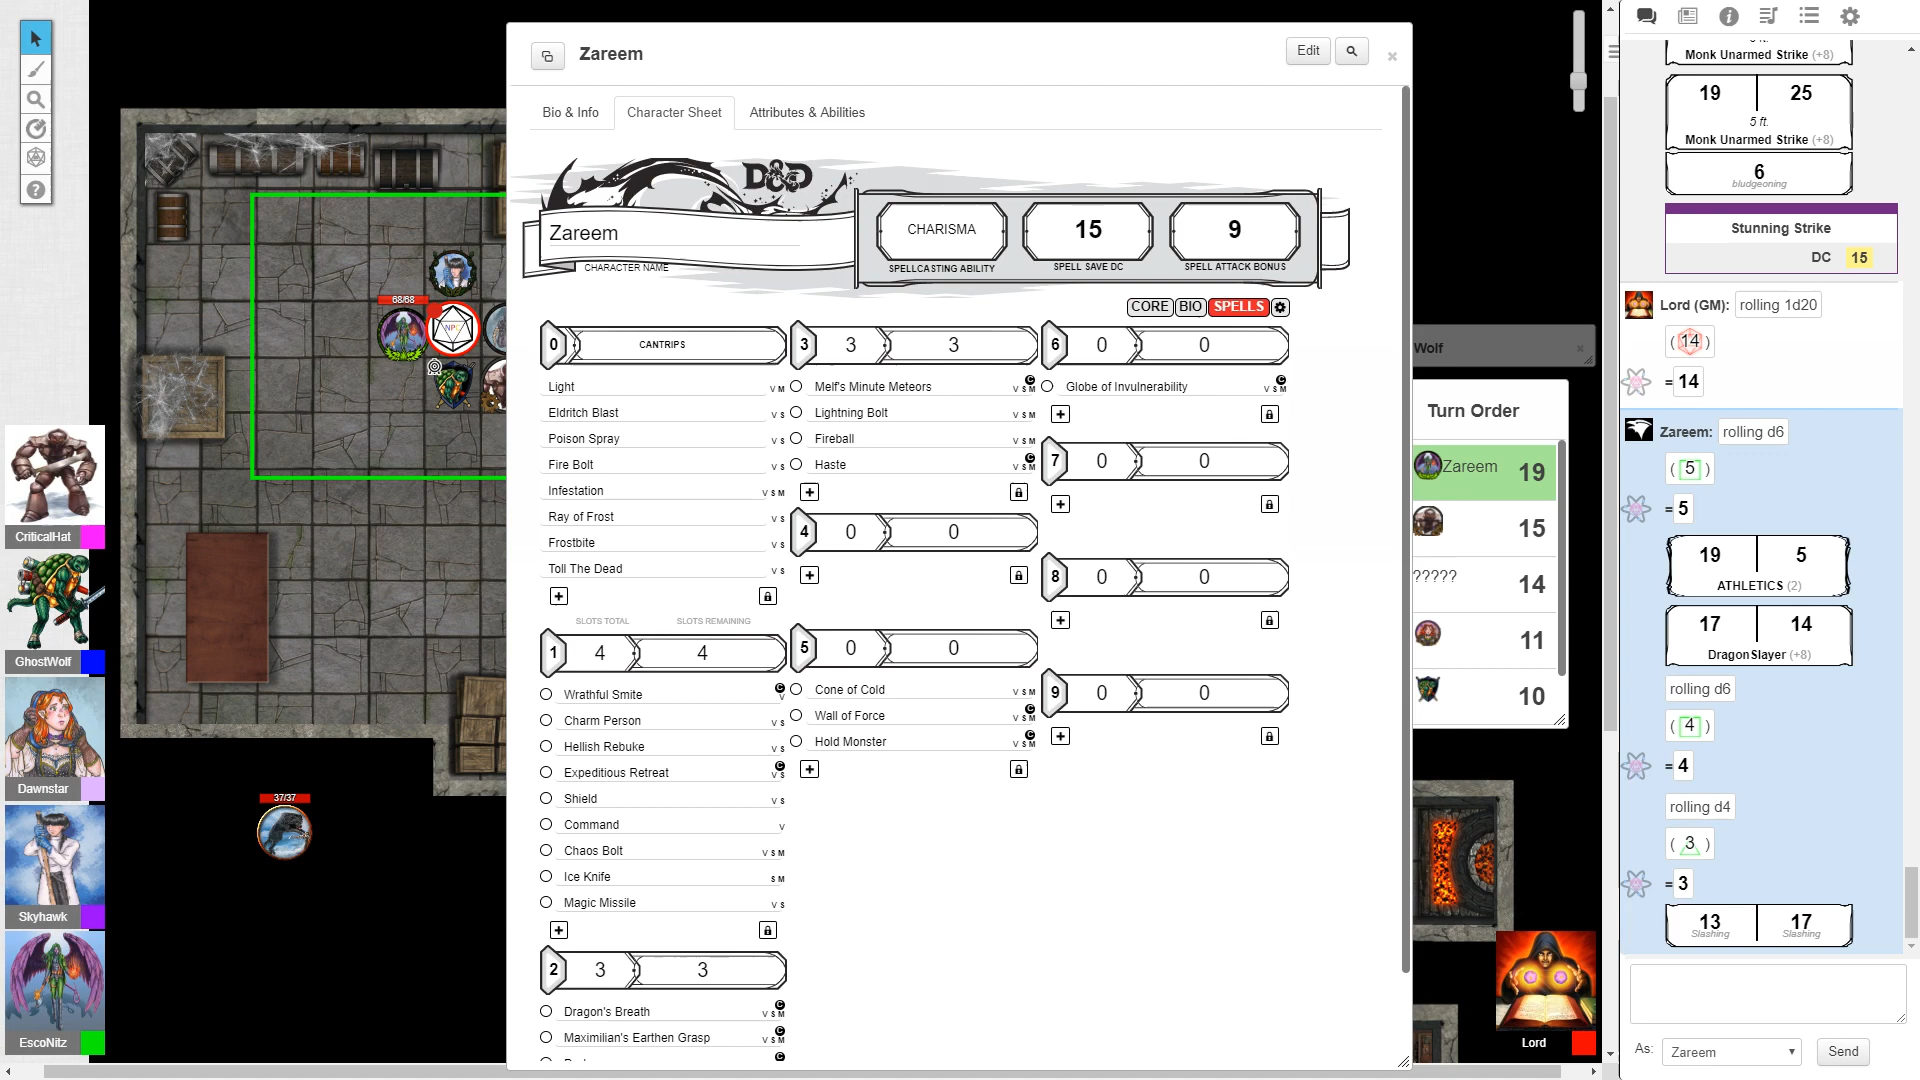 Zareem
Edit
Bio & Info
Character Sheet
Attributes & Abilities
D&D
Zareem
CHARACTER NAME
CHARISMA
SPELLCASTING ABILITY
15
SPELL SAVE DC
9
SPELL ATTACK BONUS
CORE
BIO
SPELLS
0
CANTRIPS
Light V M
Eldritch Blast V S
Poison Spray V S
Fire Bolt V S
Infestation V S M
Ray of Frost V S
Frostbite V S
Toll The Dead V S
SLOTS TOTAL
SLOTS REMAINING
1 4 4
Wrathful Smite C V
Charm Person V S
Hellish Rebuke V S
Expeditious Retreat C V S
Shield V S
Command V
Chaos Bolt V S M
Ice Knife S M
Magic Missile V S
2 3 3
Dragon's Breath C V S M
Maximilian's Earthen Grasp C V S M
C
3 3 3
Melf's Minute Meteors C V S M
Lightning Bolt V S M
Fireball V S M
Haste C V S M
4 0 0
5 0 0
Cone of Cold V S M
Wall of Force C V S M
Hold Monster C V S M
6 0 0
Globe of Invulnerability C V S M
7 0 0
8 0 0
9 0 0
68/68
NPC
37/37
CriticalHat
GhostWolf
Dawnstar
Skyhawk
EscoNitz
Wolf
Turn Order
Zareem 19
15
????? 14
11
10
Lord
Monk Unarmed Strike (+8)
19 25
5 ft.
Monk Unarmed Strike (+8)
6
bludgeoning
Stunning Strike
DC 15
Lord (GM): rolling 1d20
(14)
=14
Zareem: rolling d6
(5)
=5
19 5
ATHLETICS (2)
17 14
DragonSlayer (+8)
rolling d6
(4)
=4
rolling d4
(3)
=3
13 17
Slashing Slashing
As: Zareem
Send